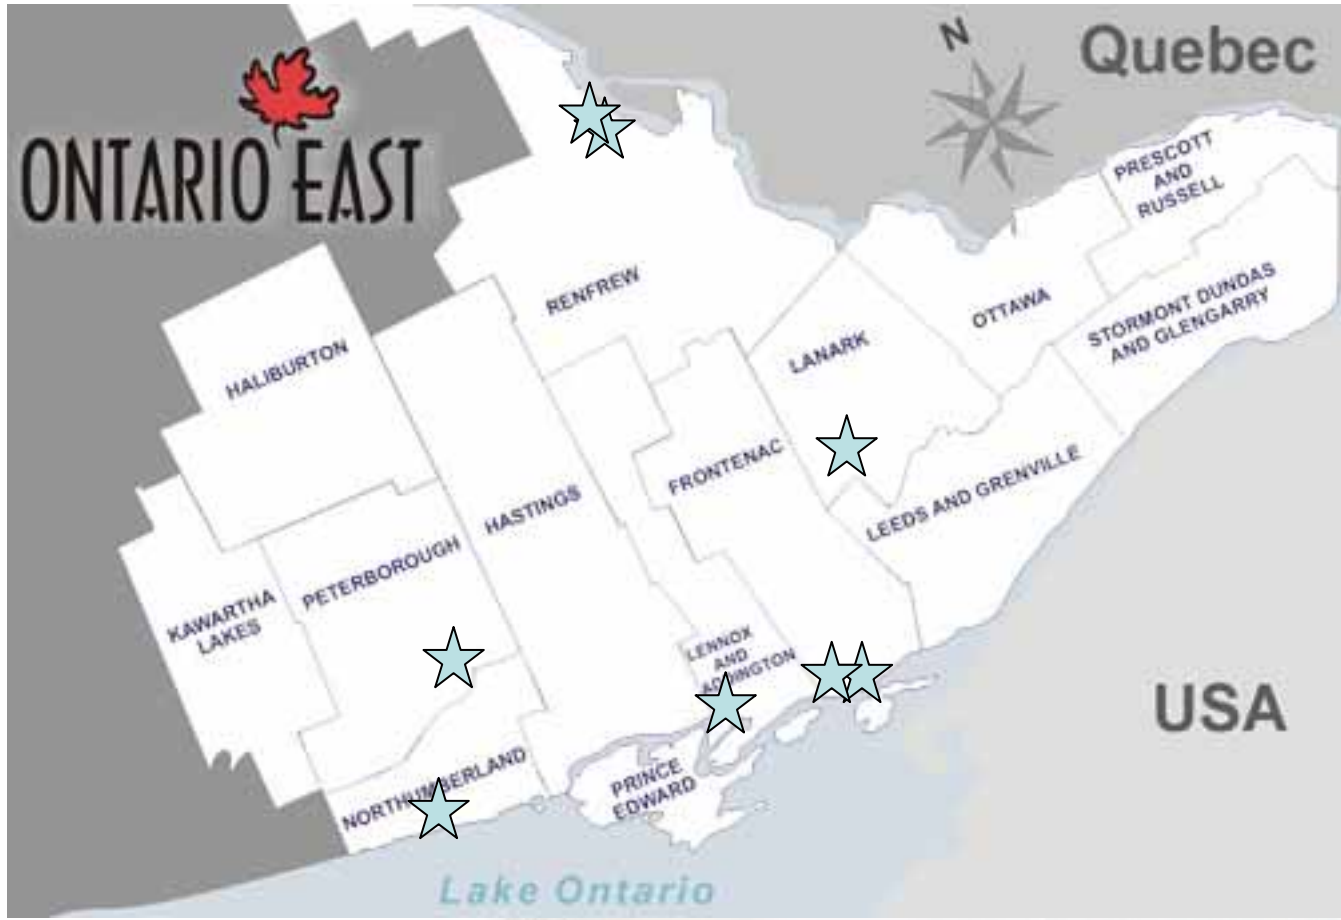 N
Quebec
ONTARIO EAST
PRESCOTT
AND
RUSSELL
RENFREW
OTTAWA
STORMONT DUNDAS
AND GLENGARRY
HALIBURTON
LANARK
FRONTENAC
HASTINGS
LEEDS AND GRENVILLE
PETERBOROUGH
KAWARTHA
LAKES
LENNOX
AND
ADDINGTON
USA
NORTHUMBERLAND
PRINCE
EDWARD
Lake Ontario